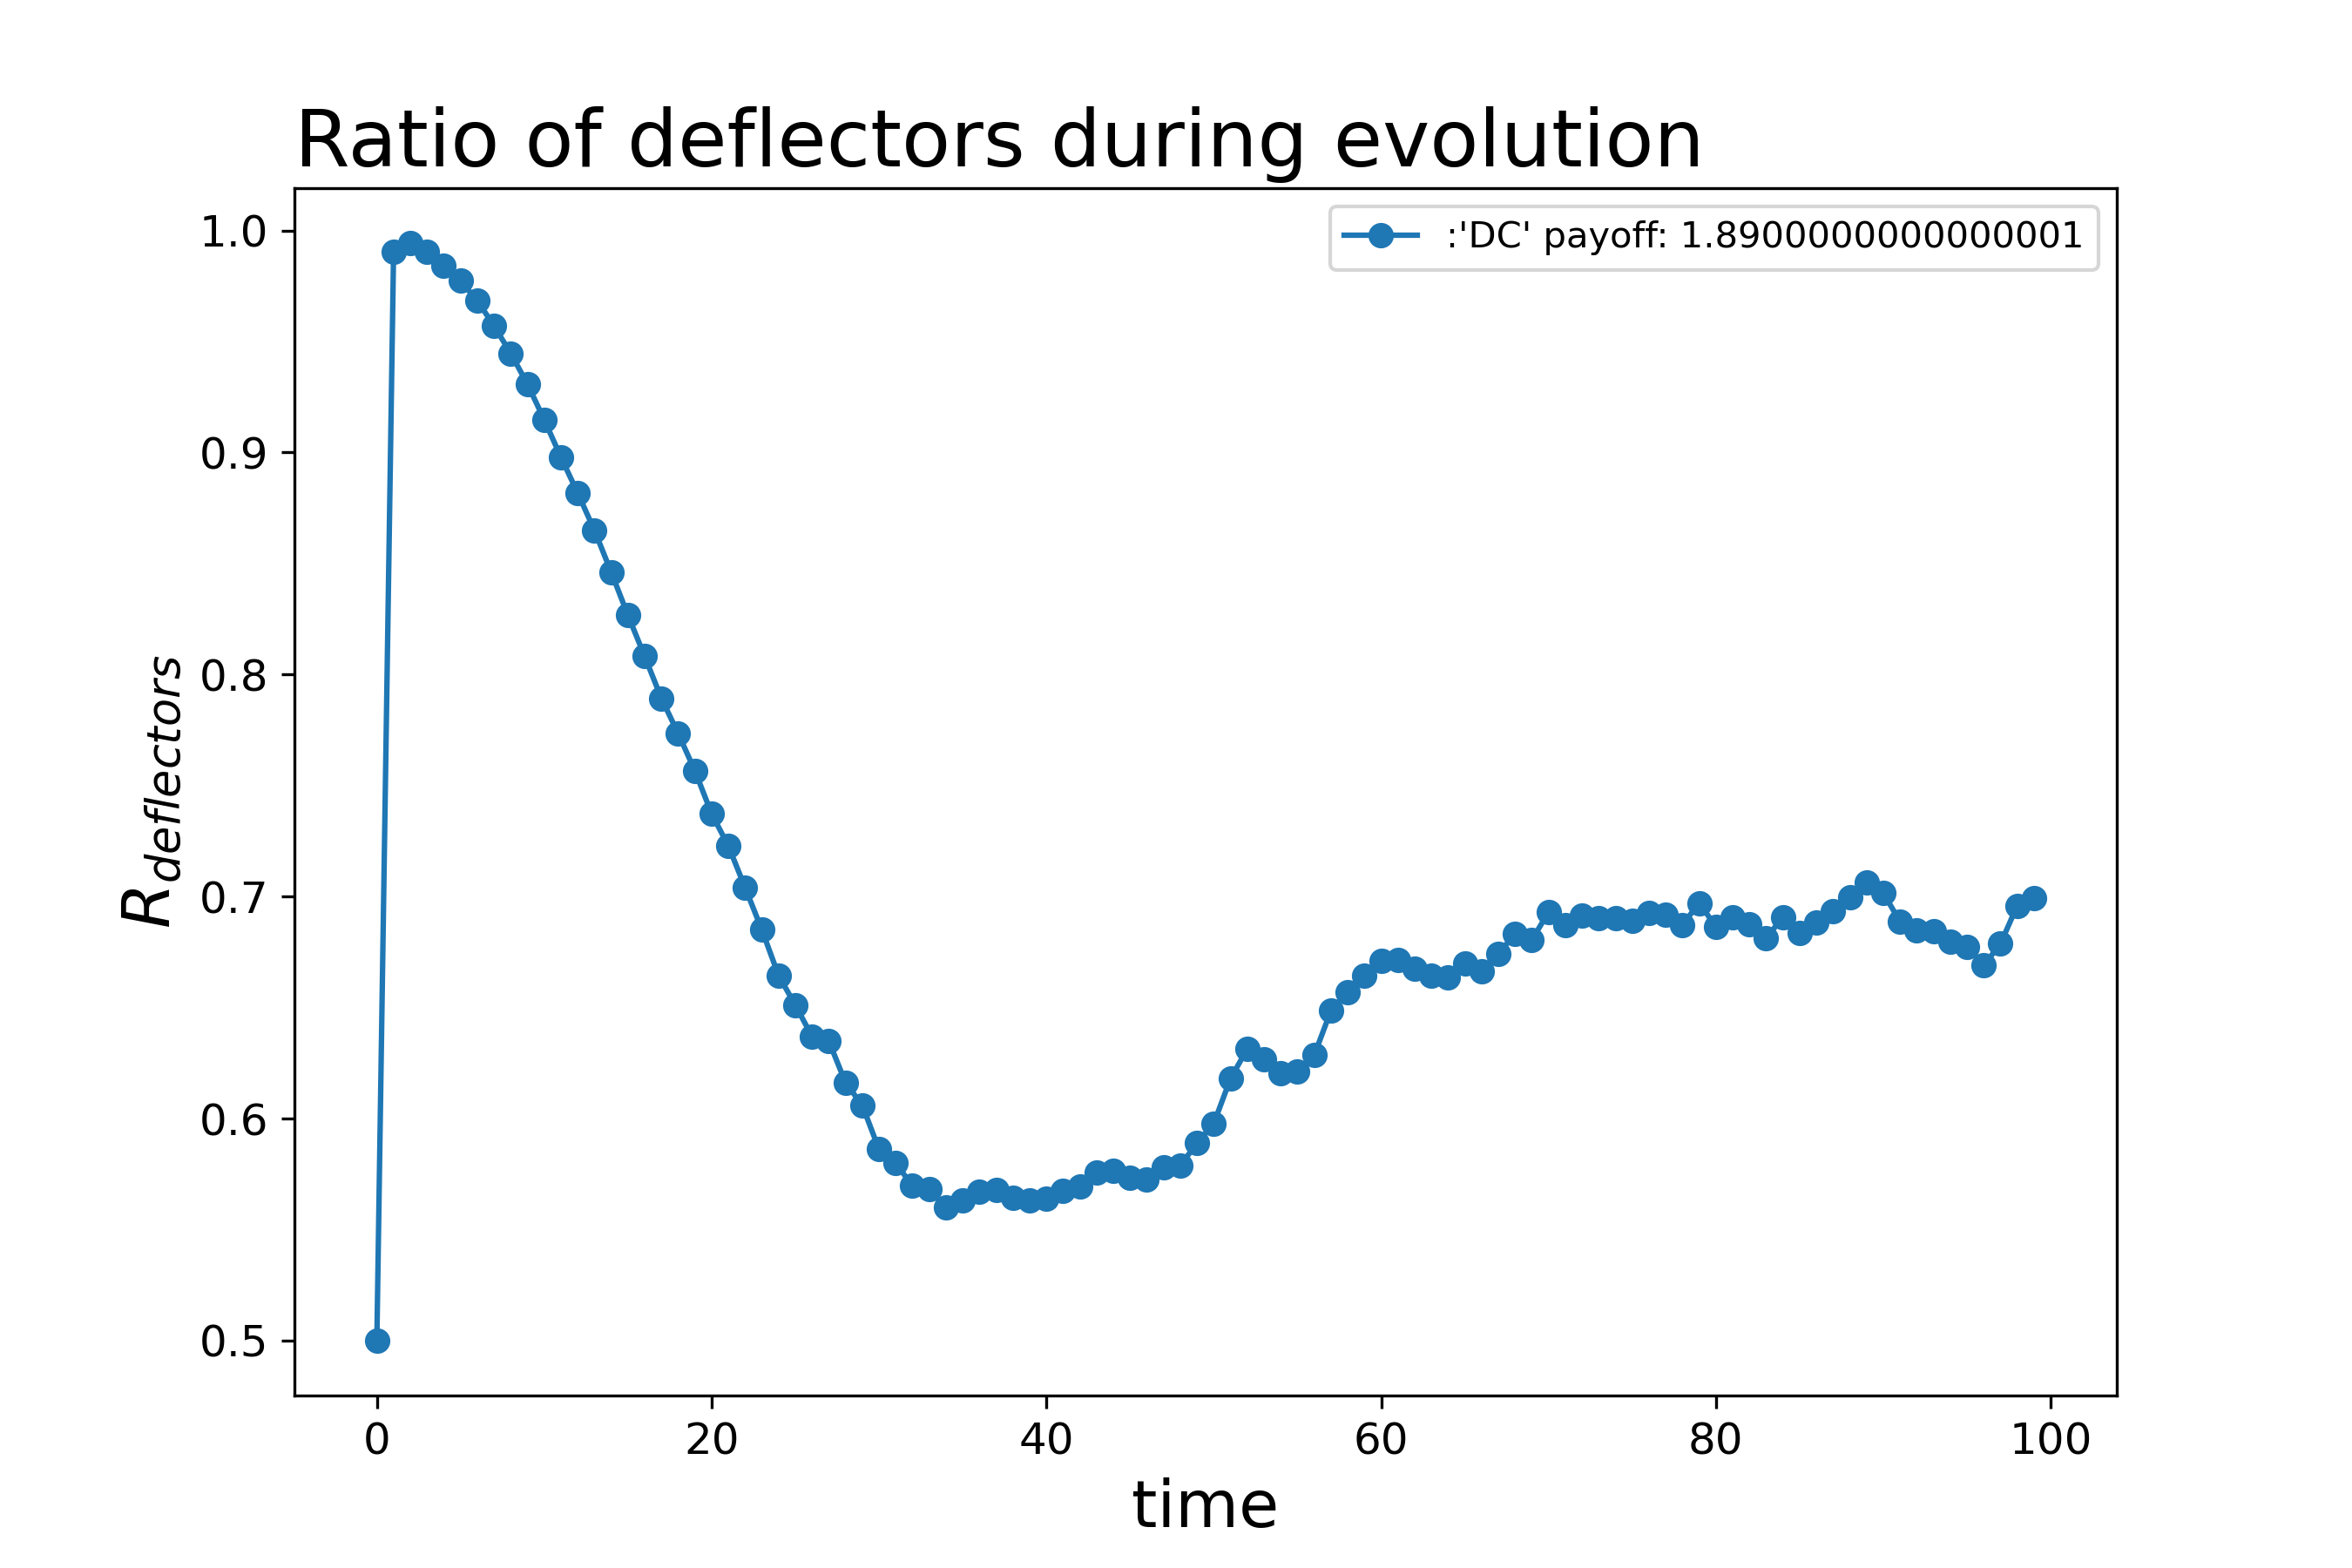 Ratio of deflectors during evolution
:'DC' payoff: 1.8900000000000001
1.0
0.9
0.8
0.7
0.6
0.5
R deflectors
0 20 40 60 80 100
time